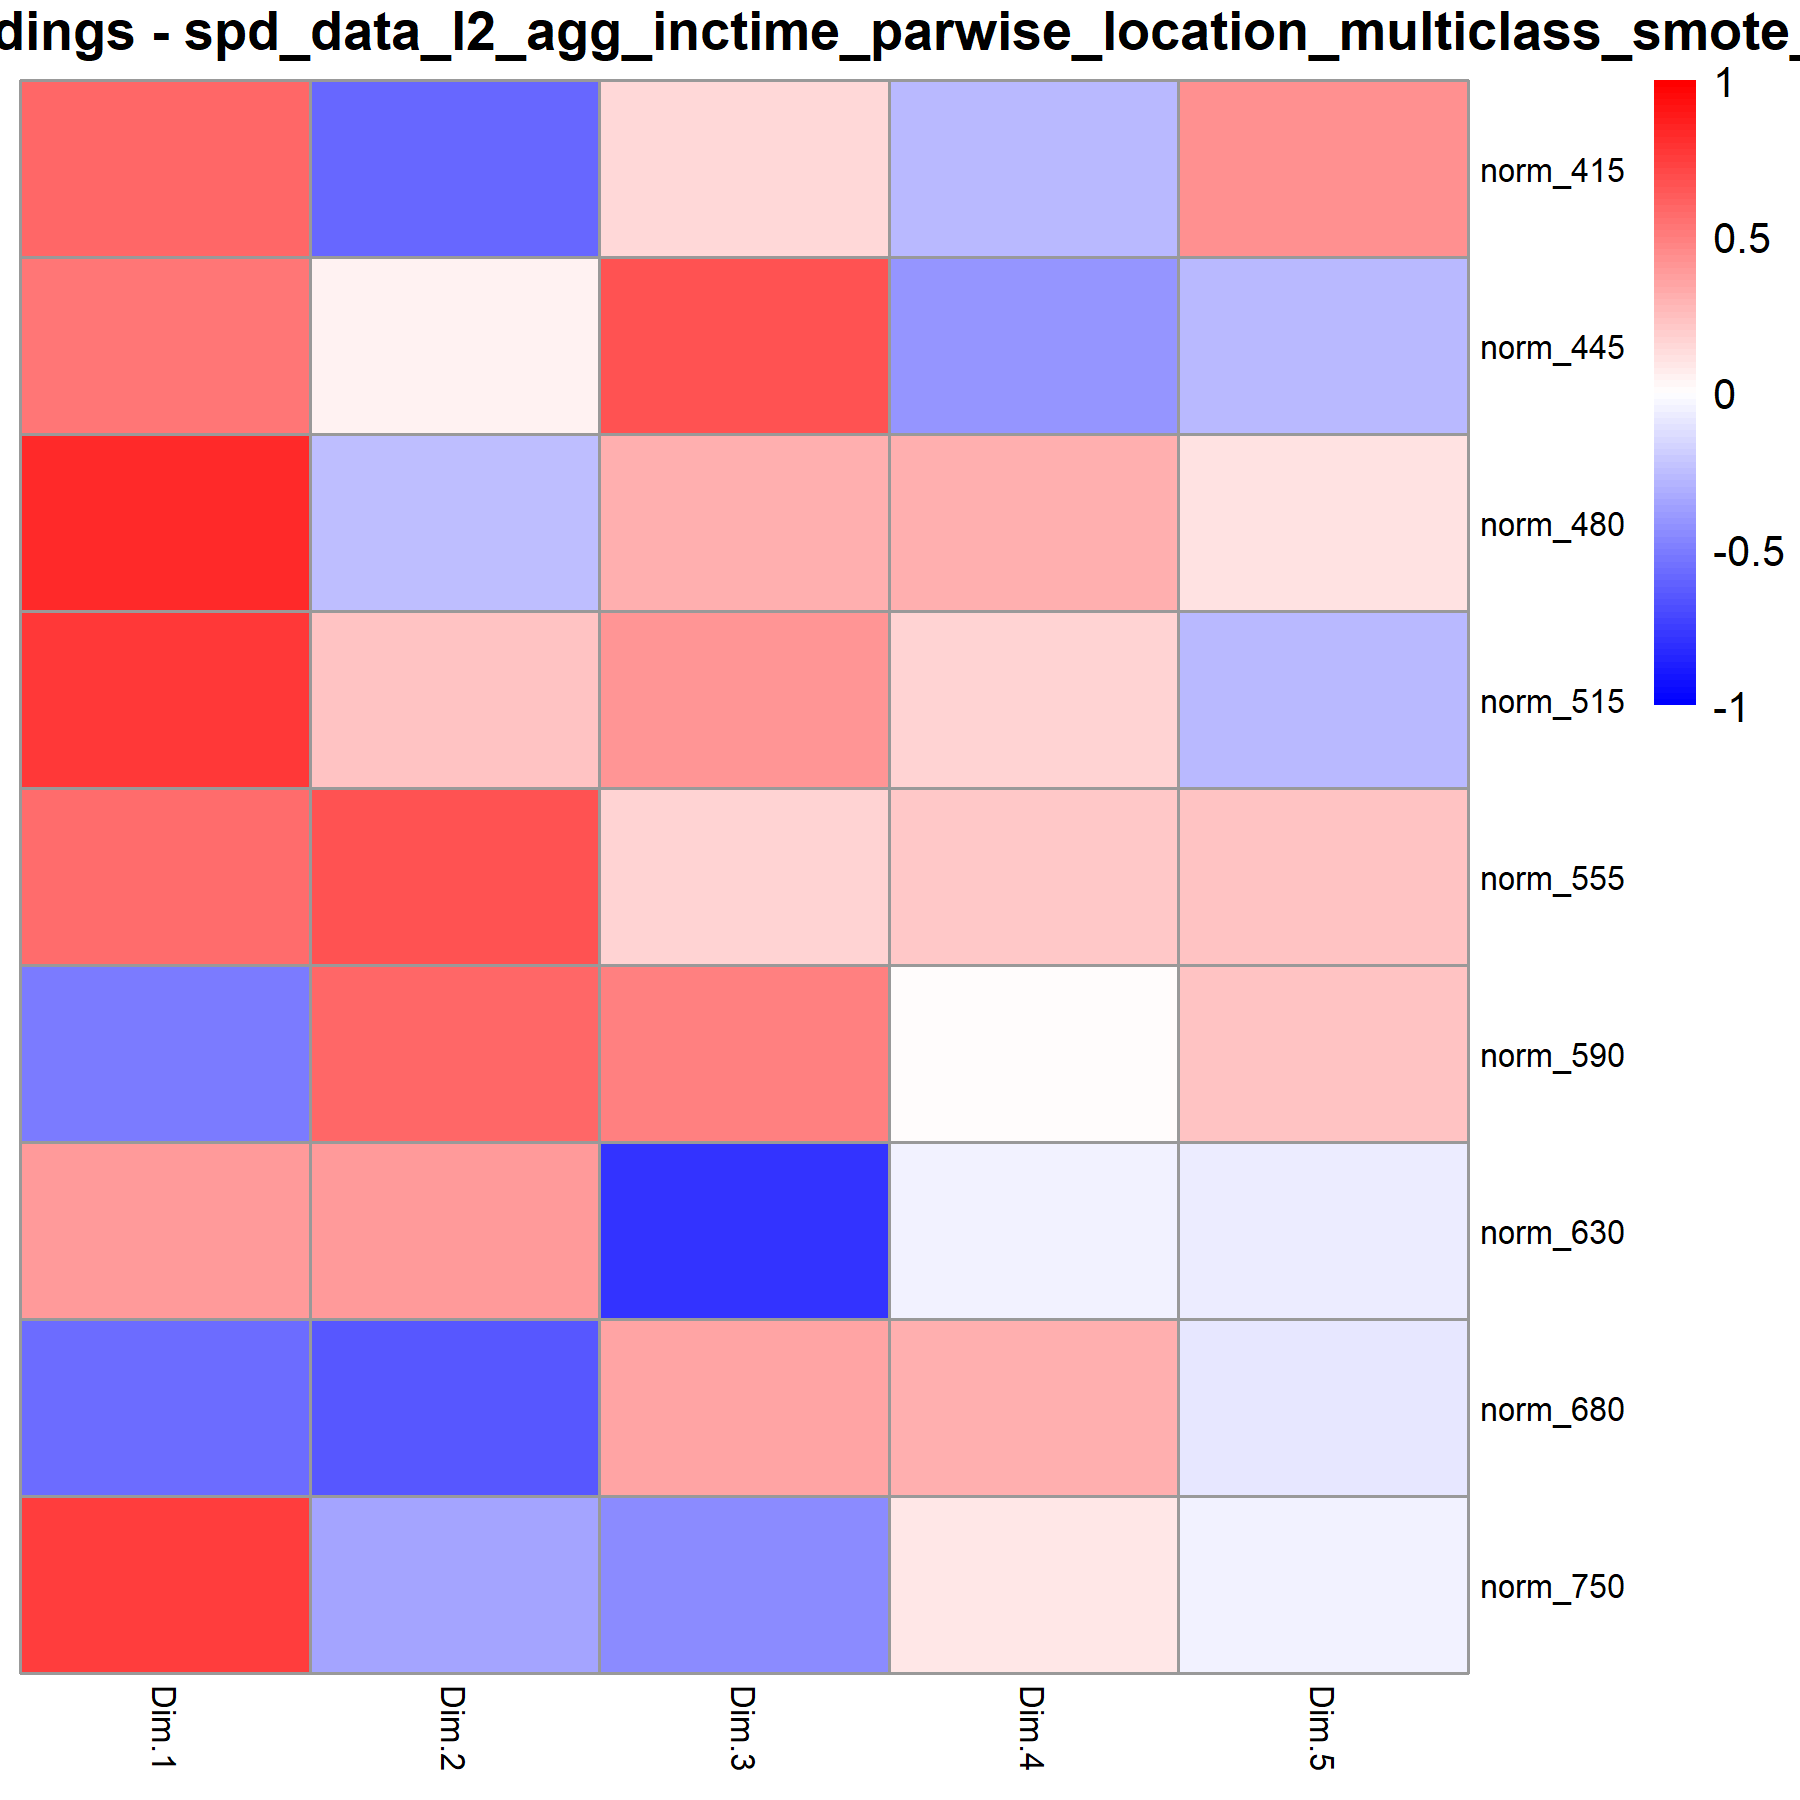 dings - spd_data_l2_agg_inctime_parwise_location_multiclass_smote_
1
0.5
0
-0.5
-1
norm_415
norm_445
norm_480
norm_515
norm_555
norm_590
norm_630
norm_680
norm_750
Dim.1
Dim.2
Dim.3
Dim.4
Dim.5